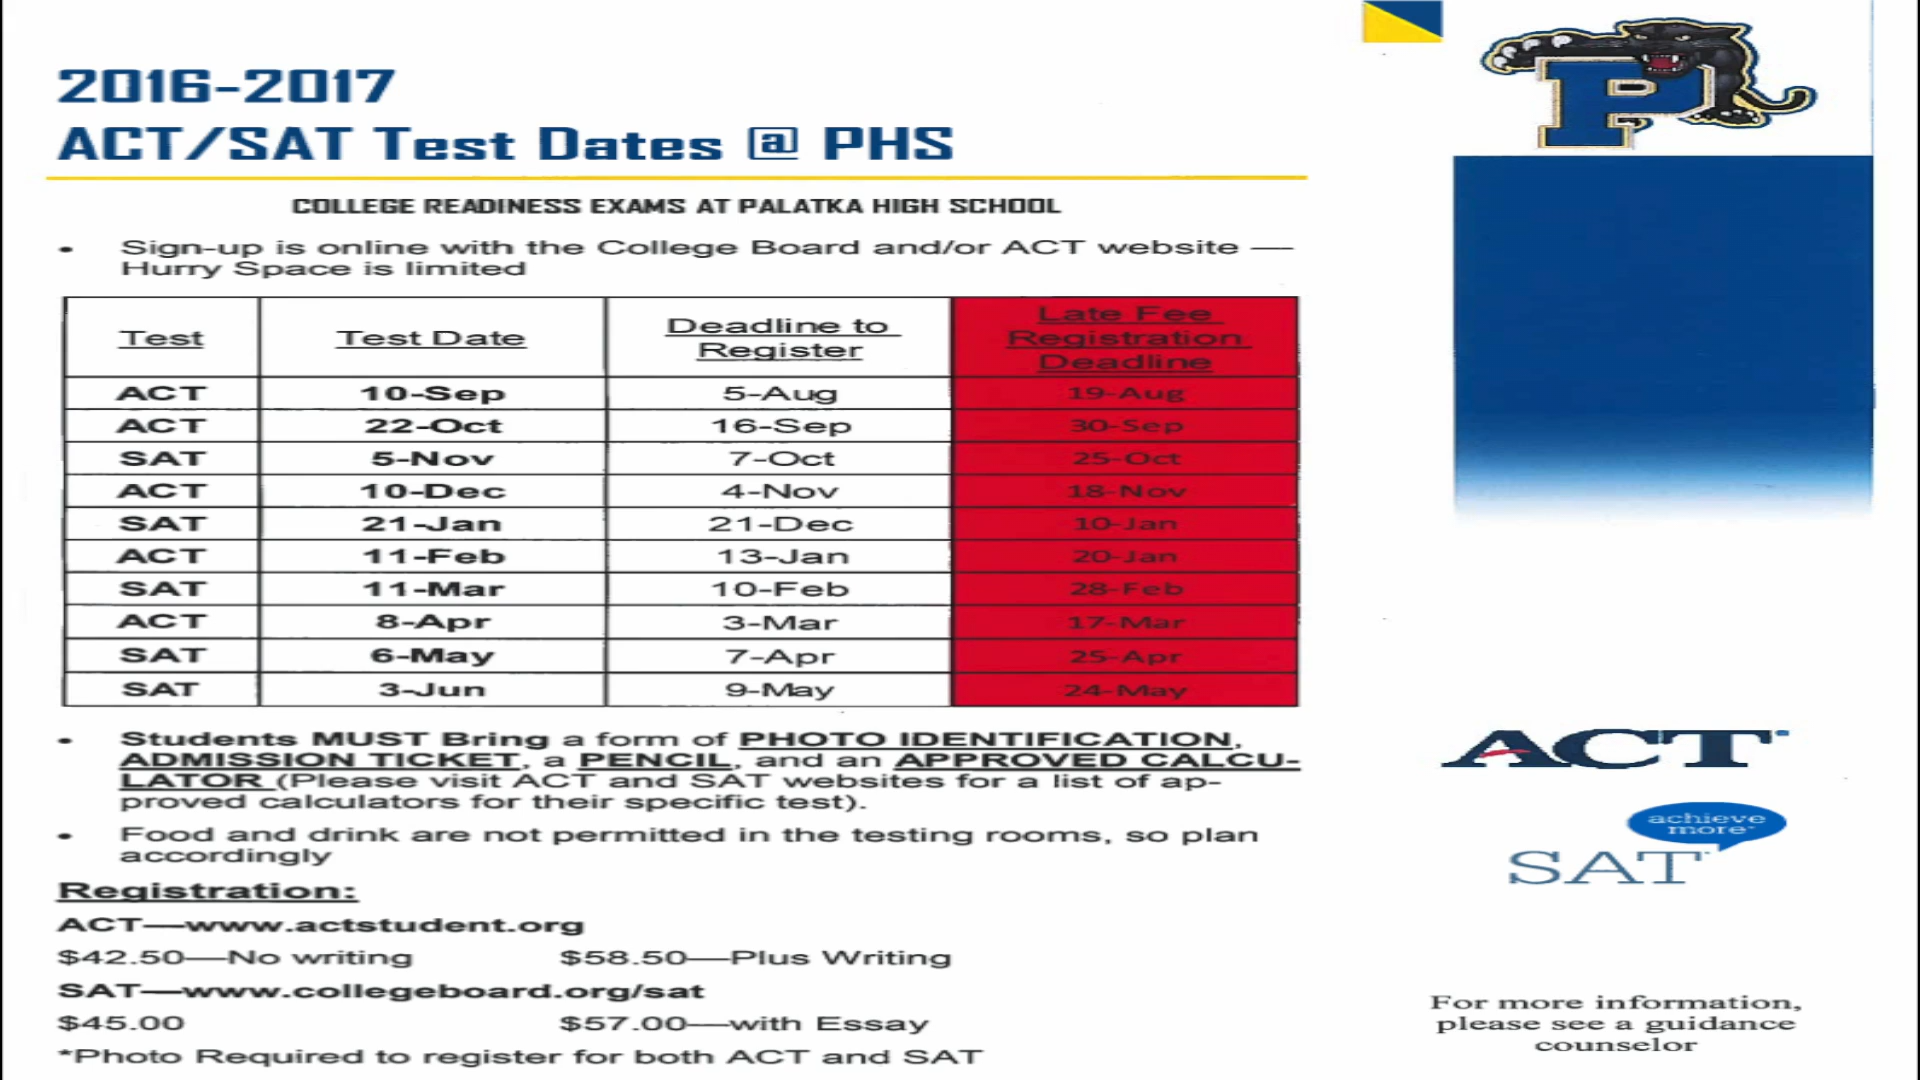 2016-2017
ACT/SAT Test Dates @ PHS
COLLEGE READINESS EXAMS AT PALATKA HIGH SCHOOL
• Sign-up is online with the College Board and/or ACT website —
Hurry Space is limited
Test Test Date Deadline to Register Late Fee Registration Deadline
ACT 10-Sep 5-Aug 19-Aug
ACT 22-Oct 16-Sep 30-Sep
SAT 5-Nov 7-Oct 25-Oct
ACT 10-Dec 4-Nov 18-Nov
SAT 21-Jan 21-Dec 10-Jan
ACT 11-Feb 13-Jan 20-Jan
SAT 11-Mar 10-Feb 28-Feb
ACT 8-Apr 3-Mar 17-Mar
SAT 6-May 7-Apr 25-Apr
SAT 3-Jun 9-May 24-May
• Students MUST Bring a form of PHOTO IDENTIFICATION,
ADMISSION TICKET, a PENCIL, and an APPROVED CALCU-
LATOR (Please visit ACT and SAT websites for a list of ap-
proved calculators for their specific test).
• Food and drink are not permitted in the testing rooms, so plan
accordingly
Registration:
ACT—www.actstudent.org
$42.50—No writing $58.50—Plus Writing
SAT—www.collegeboard.org/sat
$45.00 $57.00—with Essay
*Photo Required to register for both ACT and SAT
P
ACT
achieve
more
SAT
For more information,
please see a guidance
counselor